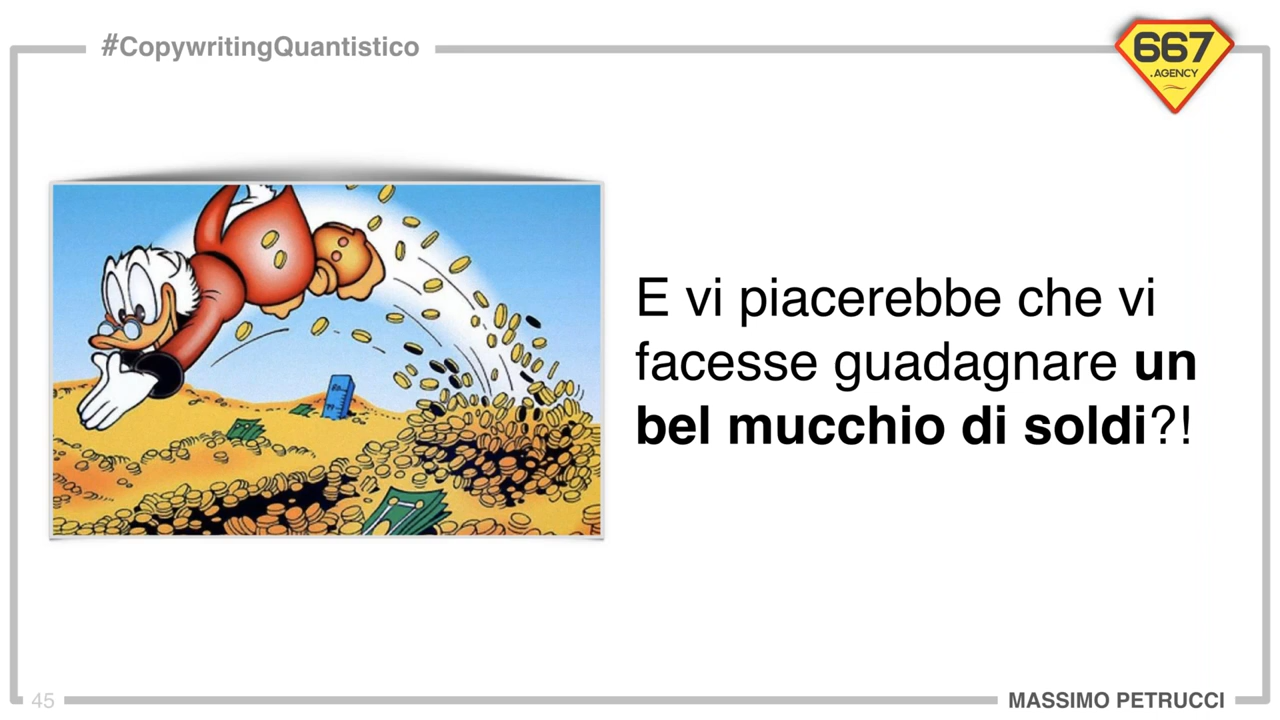 #CopywritingQuantistico
667
.AGENCY
E vi piacerebbe che vi
facesse guadagnare un
bel mucchio di soldi?!
45
MASSIMO PETRUCCI